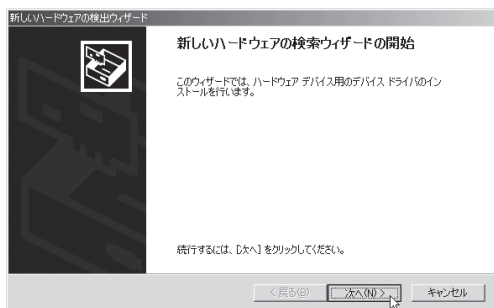 新しいハードウェアの検出ウィザード
新しいハードウェアの検索ウィザードの開始
このウィザードでは、ハードウェア デバイス用のデバイス ドライバのイン
ストールを行います。
続行するには、[次へ] をクリックしてください。
< 戻る(B) 次へ(N) > キャンセル